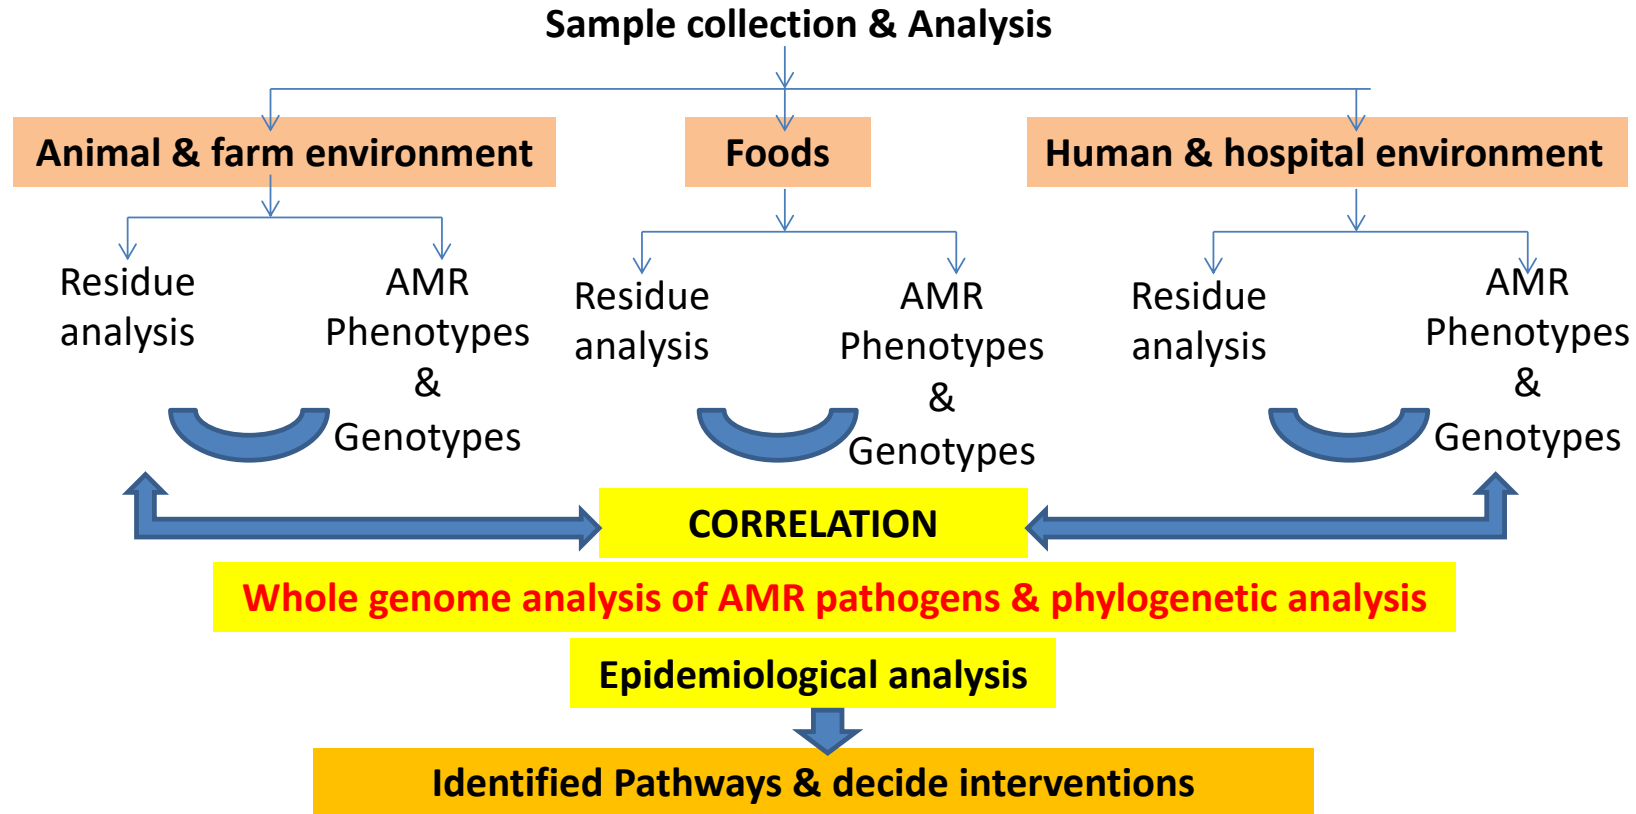 Sample collection & Analysis
Animal & farm environment
Foods
Human & hospital environment
Residue
analysis
AMR
Phenotypes
&
Genotypes
Residue
analysis
AMR
Phenotypes
&
Genotypes
Residue
analysis
AMR
Phenotypes
&
Genotypes
CORRELATION
Whole genome analysis of AMR pathogens & phylogenetic analysis
Epidemiological analysis
Identified Pathways & decide interventions